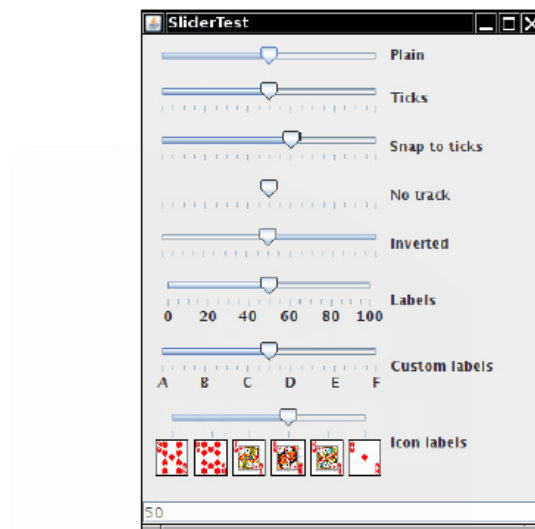 SliderTest
Plain
Ticks
Snap to ticks
No track
Inverted
Labels
0 20 40 60 80 100
Custom labels
A B C D E F
Icon labels
50